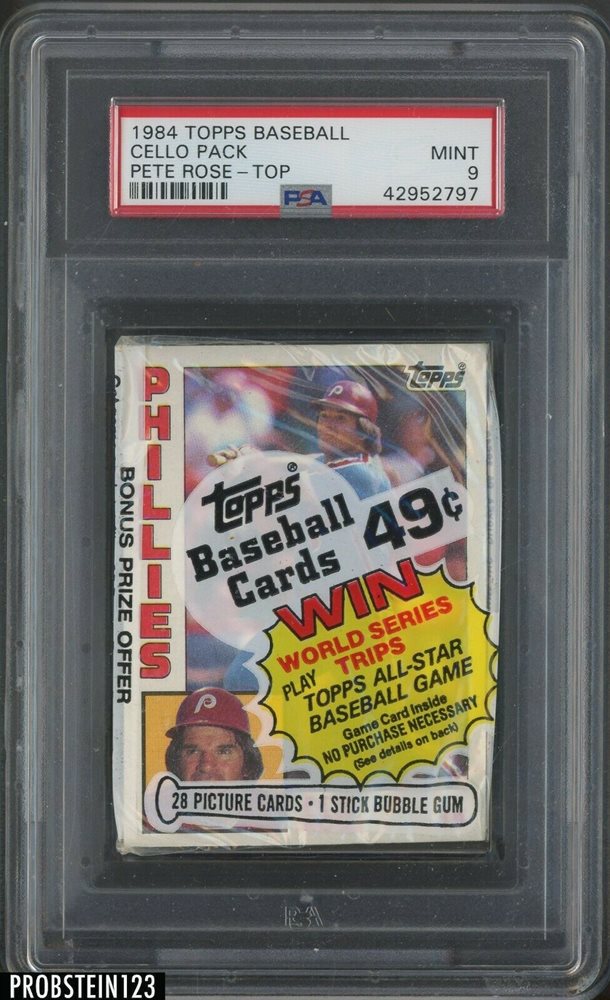 1984 TOPPS BASEBALL
CELLO PACK MINT
PETE ROSE - TOP 9
PSA 42952797
TOPPS
PHILLIES
BONUS PRIZE OFFER
TOPPS®
Baseball
Cards 49¢
WIN
WORLD SERIES
TRIPS
PLAY TOPPS ALL-STAR
BASEBALL GAME
Game Card Inside
NO PURCHASE NECESSARY
(See details on back)
P
28 PICTURE CARDS • 1 STICK BUBBLE GUM
PSA
PROBSTEIN123